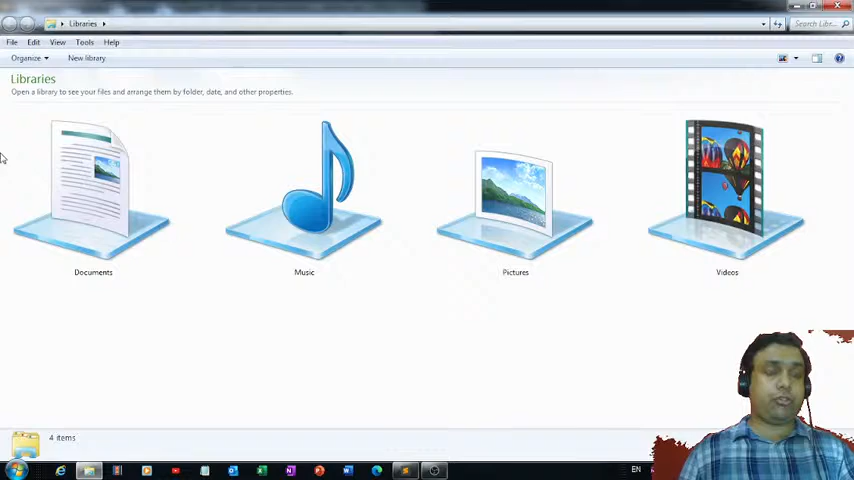 Libraries
Search Libr...
File Edit View Tools Help
Organize New library
Libraries
Open a library to see your files and arrange them by folder, date, and other properties.
Documents Music Pictures Videos
4 items
EN